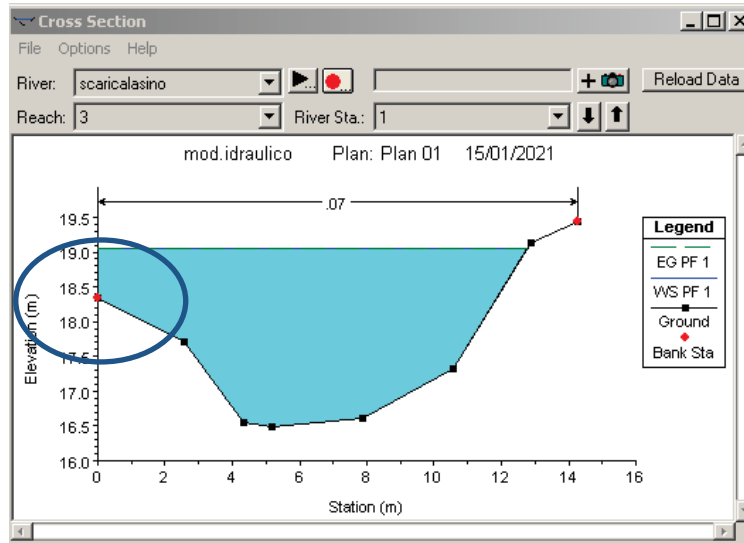 Cross Section
File Options Help
River: scaricalasino
Reload Data
Reach: 3 River Sta.: 1
mod.idraulico Plan: Plan 01 15/01/2021
.07
19.5
19.0
18.5
18.0
17.5
17.0
16.5
16.0
0 2 4 6 8 10 12 14 16
Elevation (m)
Station (m)
Legend
EG PF 1
WS PF 1
Ground
Bank Sta